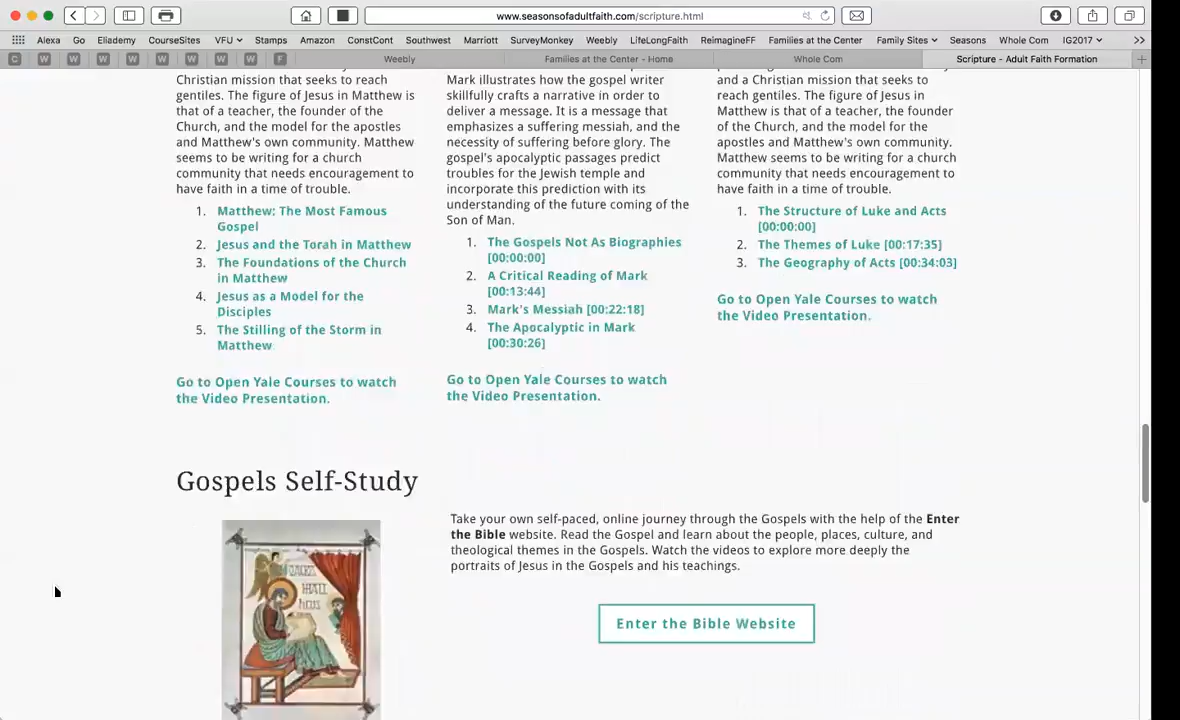 www.seasonsofadultfaith.com/scripture.html
Alexa Go Eliademy CourseSites VFU Stamps Amazon ConstCont Southwest Marriott SurveyMonkey Weebly LifeLongFaith ReimagineFF Families at the Center Family Sites Seasons Whole Com IG2017 >>
C W W W W W W W W F Weebly Families at the Center - Home Whole Com Scripture - Adult Faith Formation +
Christian mission that seeks to reach
gentiles. The figure of Jesus in Matthew is
that of a teacher, the founder of the
Church, and the model for the apostles
and Matthew's own community. Matthew
seems to be writing for a church
community that needs encouragement to
have faith in a time of trouble.
1. Matthew: The Most Famous
Gospel
2. Jesus and the Torah in Matthew
3. The Foundations of the Church
in Matthew
4. Jesus as a Model for the
Disciples
5. The Stilling of the Storm in
Matthew
Go to Open Yale Courses to watch
the Video Presentation.
Mark illustrates how the gospel writer
skillfully crafts a narrative in order to
deliver a message. It is a message that
emphasizes a suffering messiah, and the
necessity of suffering before glory. The
gospel's apocalyptic passages predict
troubles for the Jewish temple and
incorporate this prediction with its
understanding of the future coming of the
Son of Man.
1. The Gospels Not As Biographies
[00:00:00]
2. A Critical Reading of Mark
[00:13:44]
3. Mark's Messiah [00:22:18]
4. The Apocalyptic in Mark
[00:30:26]
Go to Open Yale Courses to watch
the Video Presentation.
and a Christian mission that seeks to
reach gentiles. The figure of Jesus in
Matthew is that of a teacher, the founder
of the Church, and the model for the
apostles and Matthew's own community.
Matthew seems to be writing for a church
community that needs encouragement to
have faith in a time of trouble.
1. The Structure of Luke and Acts
[00:00:00]
2. The Themes of Luke [00:17:35]
3. The Geography of Acts [00:34:03]
Go to Open Yale Courses to watch
the Video Presentation.
Gospels Self-Study
Take your own self-paced, online journey through the Gospels with the help of the Enter
the Bible website. Read the Gospel and learn about the people, places, culture, and
theological themes in the Gospels. Watch the videos to explore more deeply the
portraits of Jesus in the Gospels and his teachings.
Enter the Bible Website